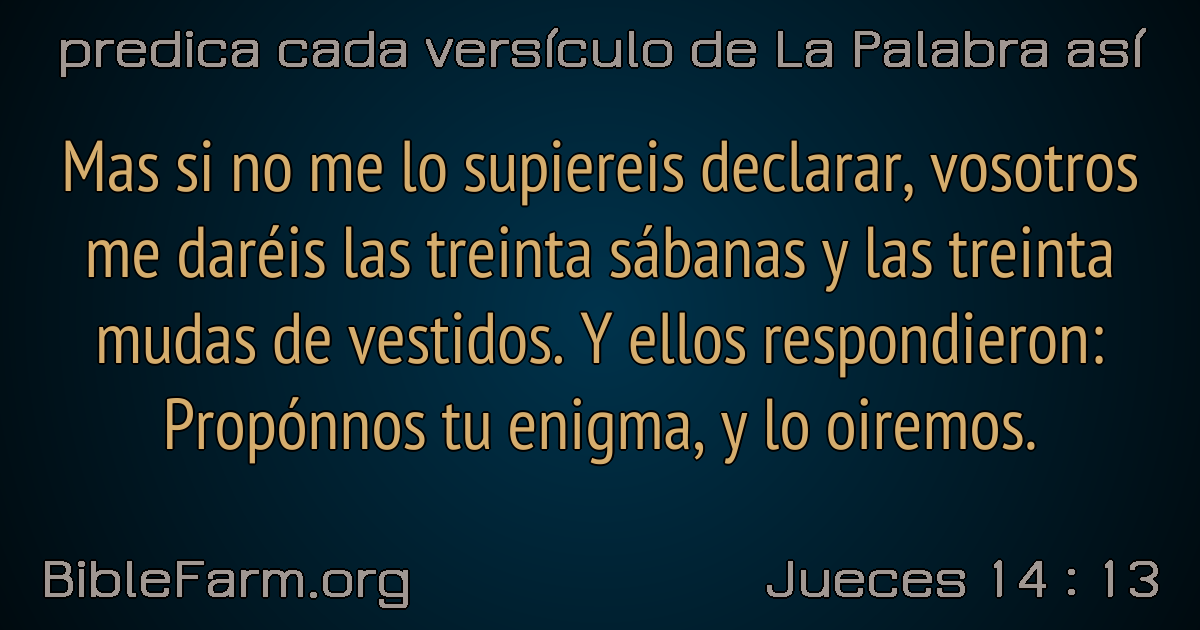 predica cada versículo de La Palabra así
Mas si no me lo supiereis declarar, vosotros
me daréis las treinta sábanas y las treinta
mudas de vestidos. Y ellos respondieron:
Propónnos tu enigma, y lo oiremos.
BibleFarm.org
Jueces 14 : 13